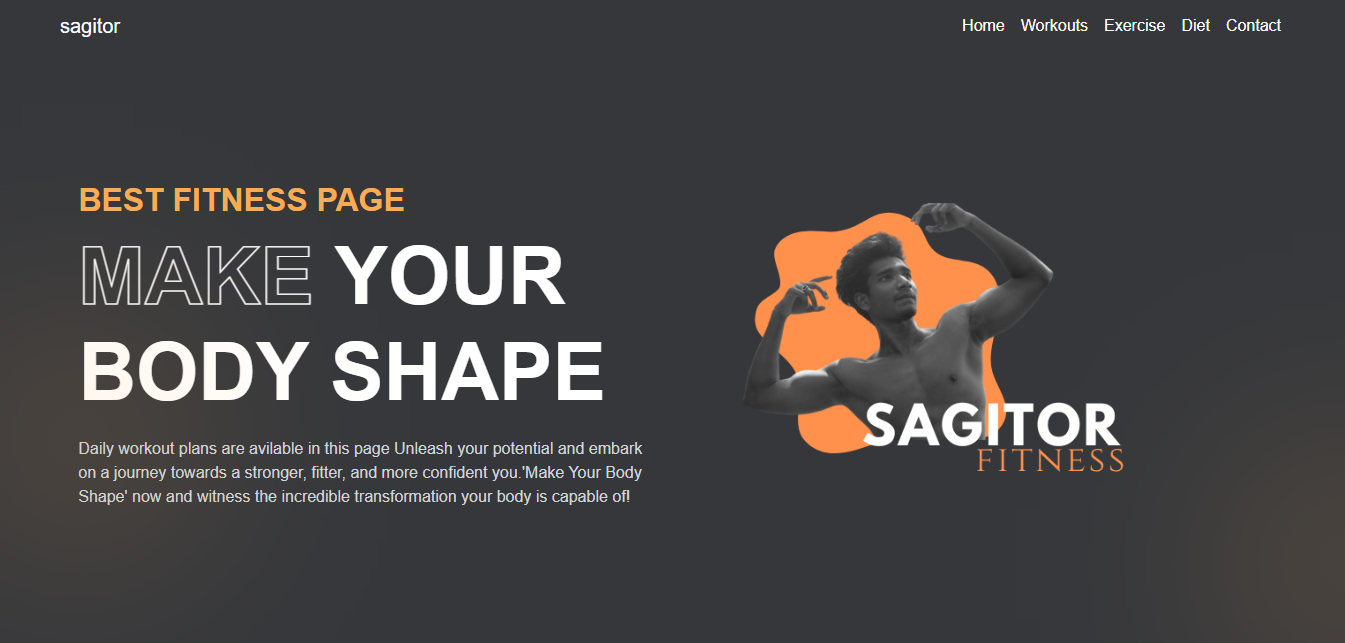 sagitor
Home Workouts Exercise Diet Contact
BEST FITNESS PAGE
MAKE YOUR
BODY SHAPE
Daily workout plans are avilable in this page Unleash your potential and embark
on a journey towards a stronger, fitter, and more confident you.'Make Your Body
Shape' now and witness the incredible transformation your body is capable of!
SAGITOR
FITNESS